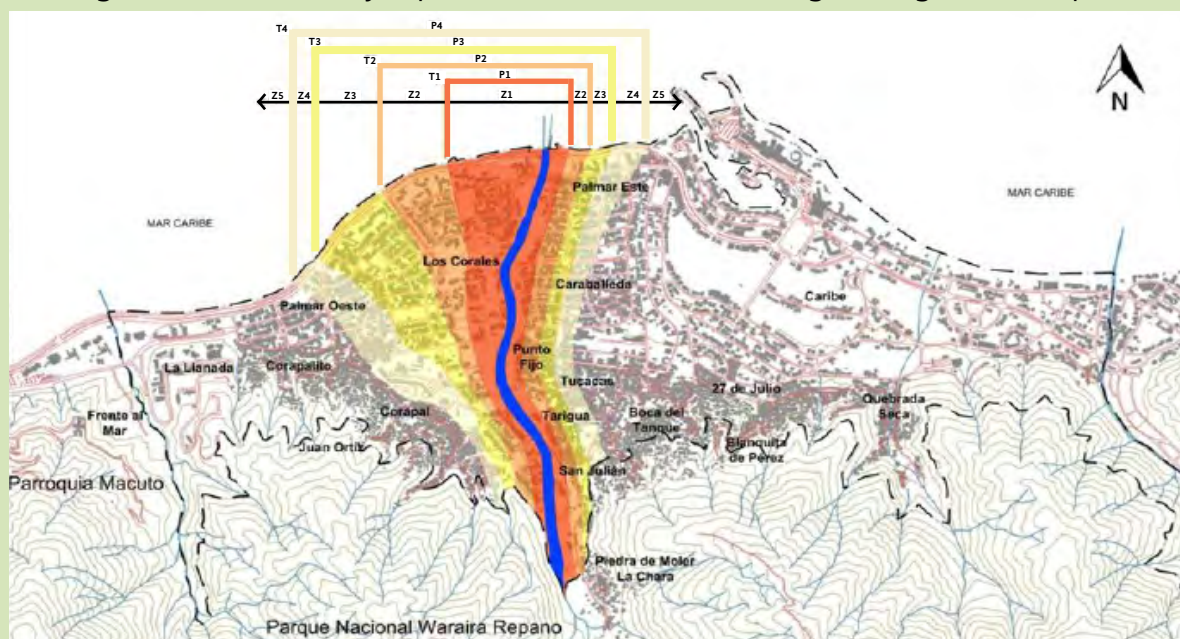 T4 P4
T3 P3
T2 P2
T1 P1
Z5 Z4 Z3 Z2 Z1 Z2 Z3 Z4 Z5
N
MAR CARIBE
MAR CARIBE
Palmar Este
Los Corales
Caraballeda
Caribe
Palmar Oeste
Punto
Fijo
La Llanada
Corapalito
Tucacas
27 de Julio
Quebrada
Seca
Frente al
Mar
Corapal
Tarigua
Boca del
Tanque
Juan Ortiz
Blanquita
de Pérez
San Julián
Parroquia Macuto
Piedra de Moler
La Chara
Parque Nacional Waraira Repano